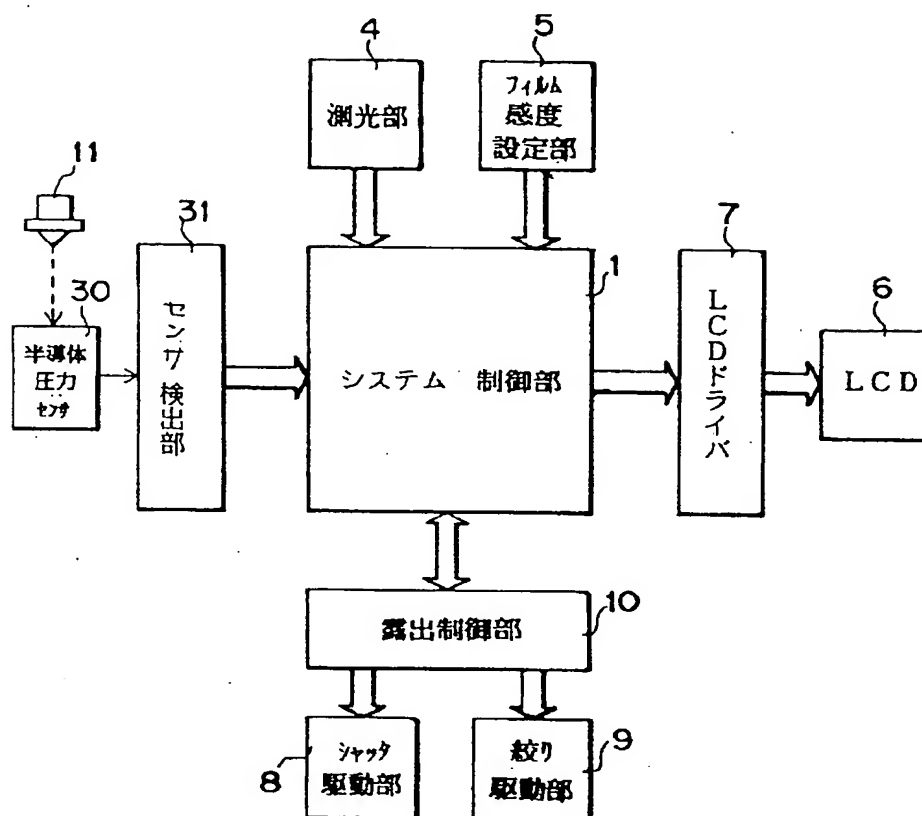 4
測光部
5
フィルム
感度
設定部
11
31
センサ検出部
30
半導体
圧力
センサ
1
システム 制御部
7
LCDドライバ
6
LCD
10
露出制御部
8
シャッタ
駆動部
9
絞り
駆動部